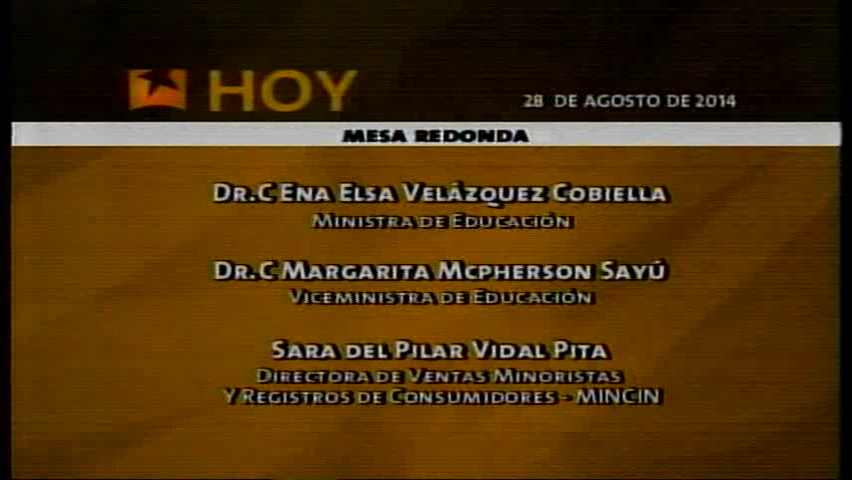 HOY
28 DE AGOSTO DE 2014
MESA REDONDA
DR.C ENA ELSA VELÁZQUEZ COBIELLA
MINISTRA DE EDUCACIÓN
DR.C MARGARITA MCPHERSON SAYÚ
VICEMINISTRA DE EDUCACIÓN
SARA DEL PILAR VIDAL PITA
DIRECTORA DE VENTAS MINORISTAS
Y REGISTROS DE CONSUMIDORES - MINCIN